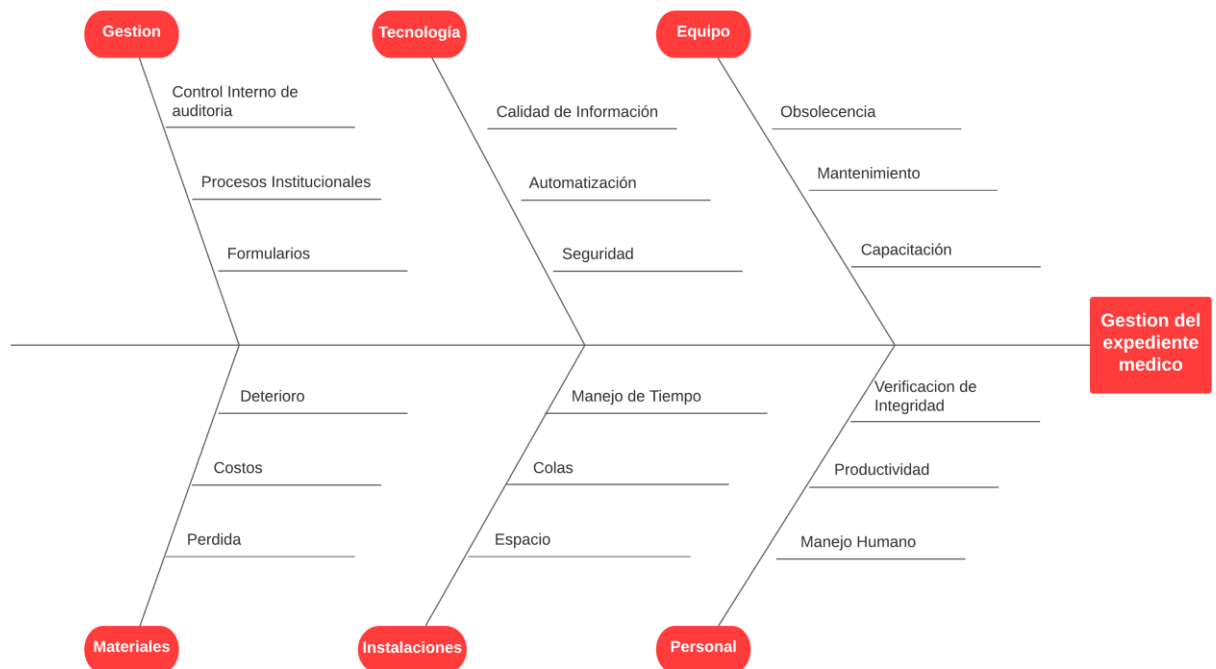 Gestion
Tecnología
Equipo
Control Interno de
auditoria
Calidad de Información
Obsolecencia
Procesos Institucionales
Automatización
Mantenimiento
Formularios
Seguridad
Capacitación
Gestion del
expediente
medico
Deterioro
Manejo de Tiempo
Verificacion de
Integridad
Costos
Colas
Productividad
Perdida
Espacio
Manejo Humano
Materiales
Instalaciones
Personal